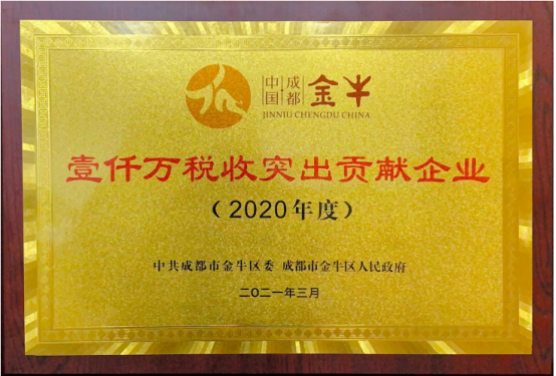 中国 成都 金牛
JINNIU CHENGDU CHINA
壹仟万税收突出贡献企业
（2020年度）
中共成都市金牛区委 成都市金牛区人民政府
二〇二一年三月